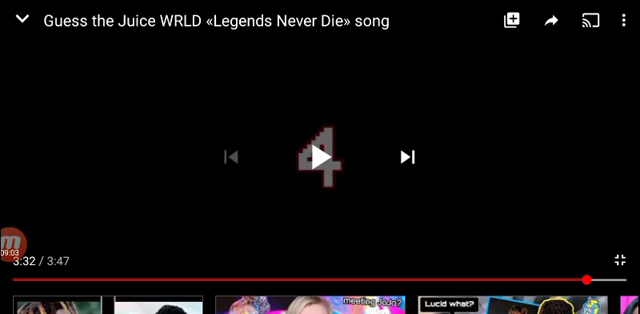 Guess the Juice WRLD «Legends Never Die» song
4
09:03
3:32 / 3:47
meeting JoJo?
Lucid what?